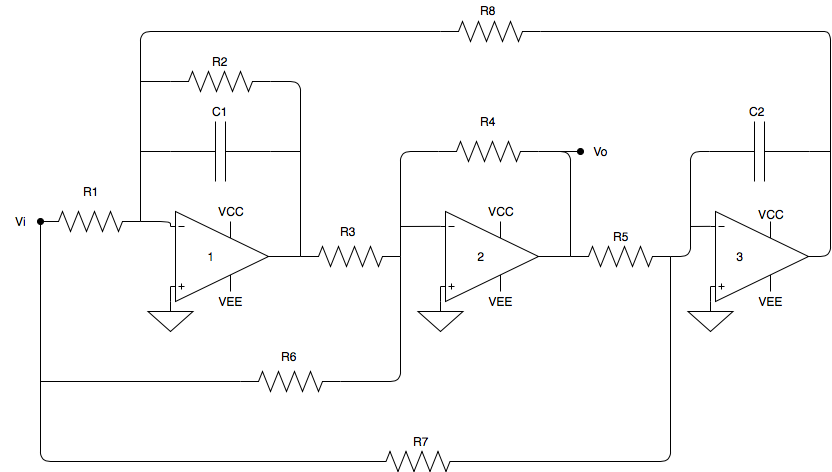 R8
R2
C1
C2
R4
Vo
R1
Vi
VCC
VCC
VCC
R3
R5
−
−
−
1
2
3
+
+
+
VEE
VEE
VEE
R6
R7